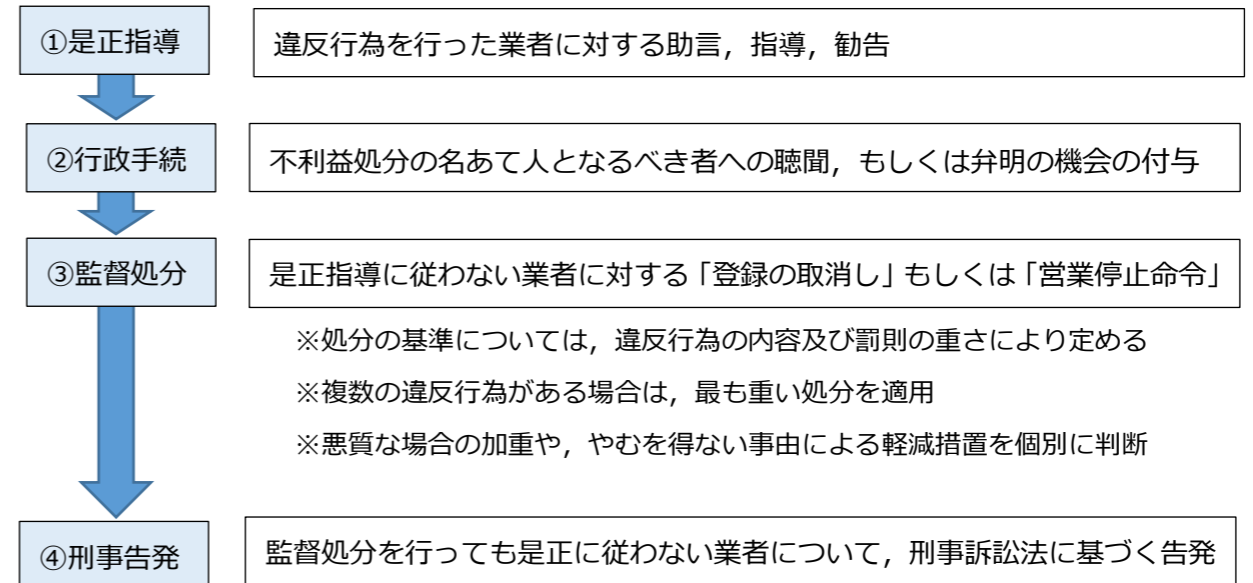 ①是正指導
違反行為を行った業者に対する助言，指導，勧告
②行政手続
不利益処分の名あて人となるべき者への聴聞，もしくは弁明の機会の付与
③監督処分
是正指導に従わない業者に対する「登録の取消し」もしくは「営業停止命令」
※処分の基準については，違反行為の内容及び罰則の重さにより定める
※複数の違反行為がある場合は，最も重い処分を適用
※悪質な場合の加重や，やむを得ない事由による軽減措置を個別に判断
④刑事告発
監督処分を行っても是正に従わない業者について，刑事訴訟法に基づく告発